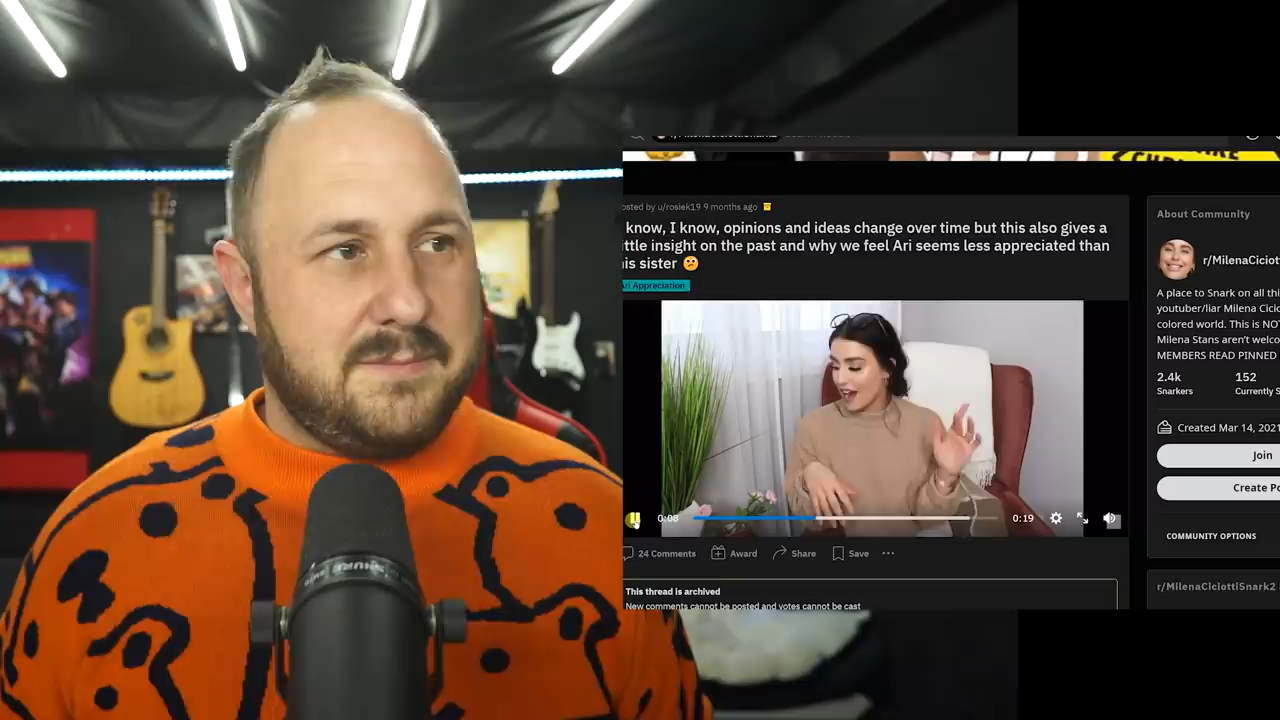 osted by u/rosiek19 9 months ago
know, I know, opinions and ideas change over time but this also gives a
ttle insight on the past and why we feel Ari seems less appreciated than
is sister
Ari Appreciation
0:08
0:19
24 Comments
Award
Share
Save
This thread is archived
New comments cannot be posted and votes cannot be cast
About Community
r/MilenaCiciott
A place to Snark on all thi
youtuber/liar Milena Cicio
colored world. This is NO
Milena Stans aren't welco
MEMBERS READ PINNED
2.4k
152
Snarkers
Currently S
Created Mar 14, 2021
Join
Create Po
COMMUNITY OPTIONS
r/MilenaCiciottiSnark2
SHURE